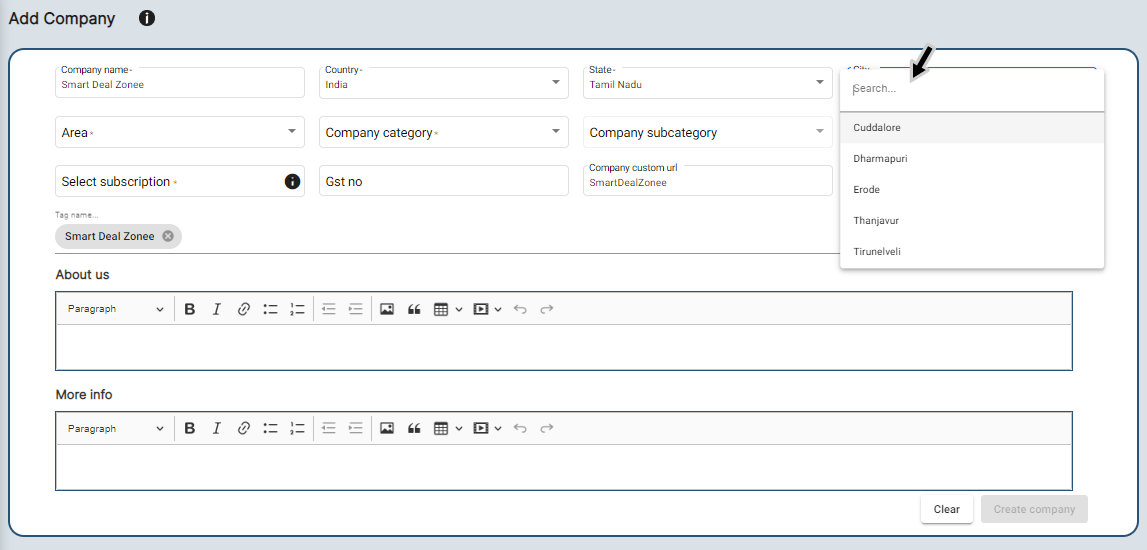 Add Company
Company name-
Smart Deal Zonee
Country-
India
State-
Tamil Nadu
City-
Search...
Cuddalore
Dharmapuri
Erode
Thanjavur
Tirunelveli
Area *
Company category *
Company subcategory
Select subscription *
Gst no
Company custom url
SmartDealZonee
Tag name...
Smart Deal Zonee
About us
Paragraph
More info
Paragraph
Clear
Create company